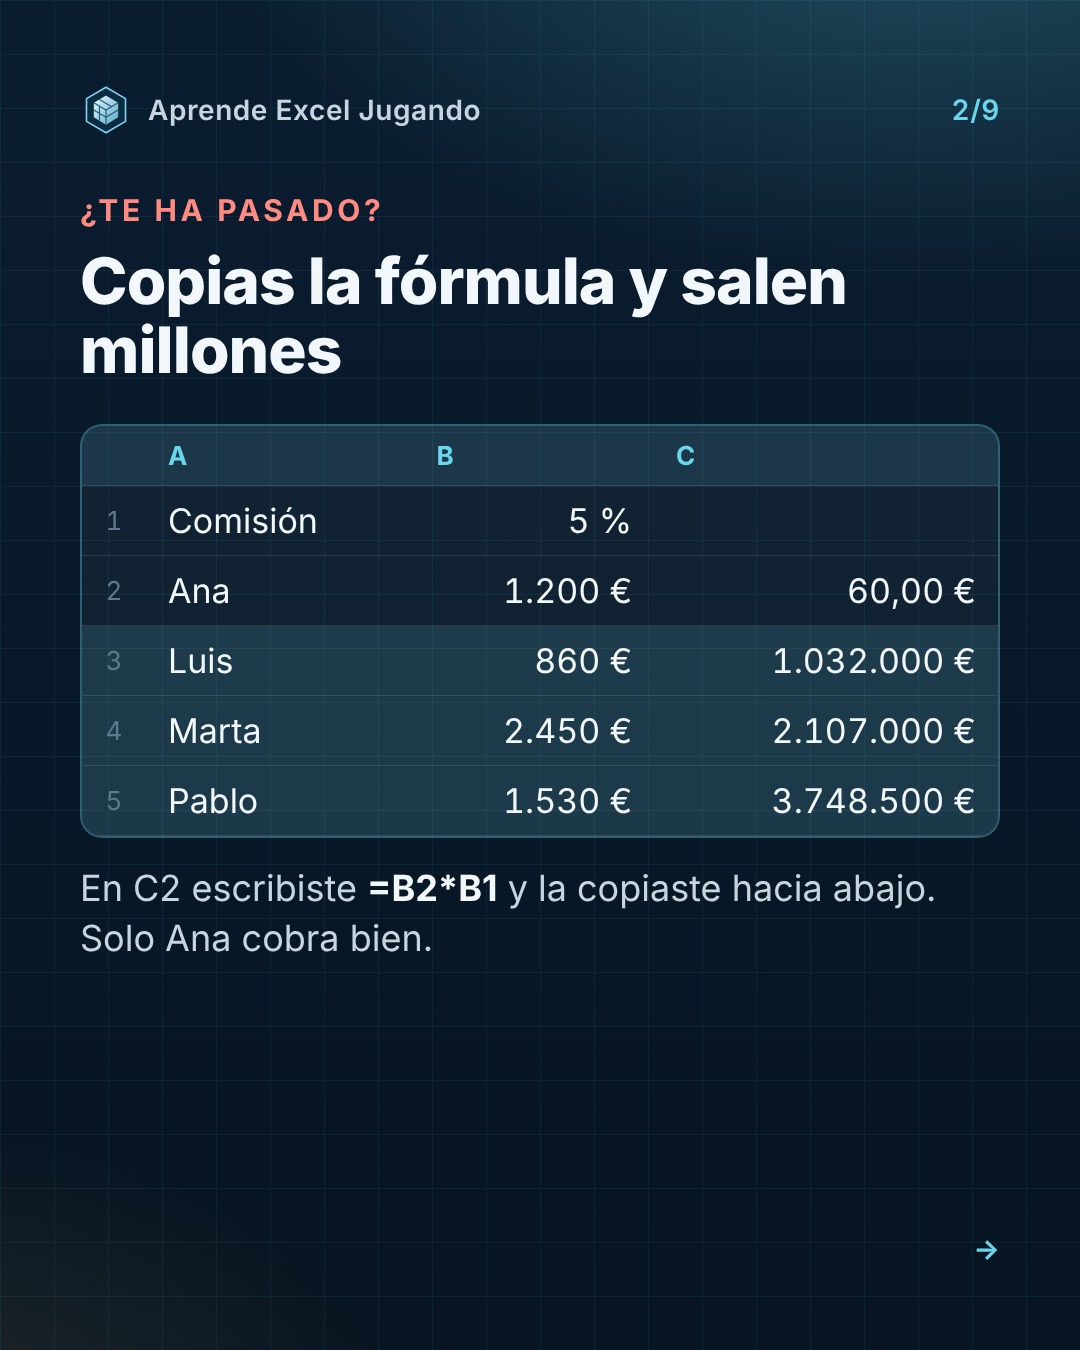 Aprende Excel Jugando
2/9
¿TE HA PASADO?
Copias la fórmula y salen
millones
A B C
1 Comisión 5 %
2 Ana 1.200 € 60,00 €
3 Luis 860 € 1.032.000 €
4 Marta 2.450 € 2.107.000 €
5 Pablo 1.530 € 3.748.500 €
En C2 escribiste =B2*B1 y la copiaste hacia abajo.
Solo Ana cobra bien.
→